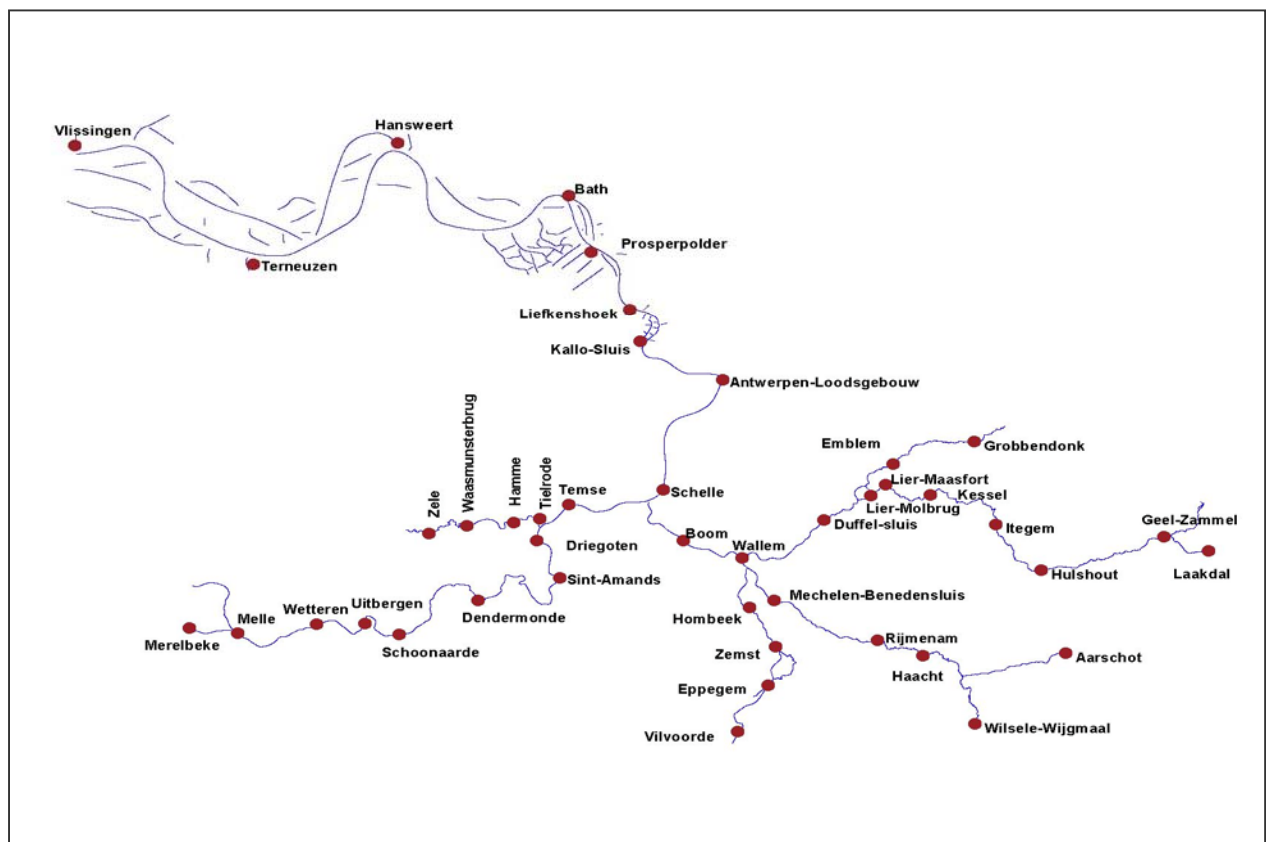 Vlissingen
Hansweert
Bath
Prosperpolder
Terneuzen
Liefkenshoek
Kallo-Sluis
Antwerpen-Loodsgebouw
Emblem
Grobbendonk
Zele
Waasmunsterbrug
Hamme
Tielrode
Temse
Schelle
Lier-Maasfort
Kessel
Lier-Molbrug
Duffel-sluis
Itegem
Geel-Zammel
Boom
Wallem
Driegoten
Hulshout
Laakdal
Sint-Amands
Mechelen-Benedensluis
Uitbergen
Wetteren
Melle
Dendermonde
Hombeek
Merelbeke
Schoonaarde
Rijmenam
Zemst
Haacht
Aarschot
Eppegem
Vilvoorde
Wilsele-Wijgmaal